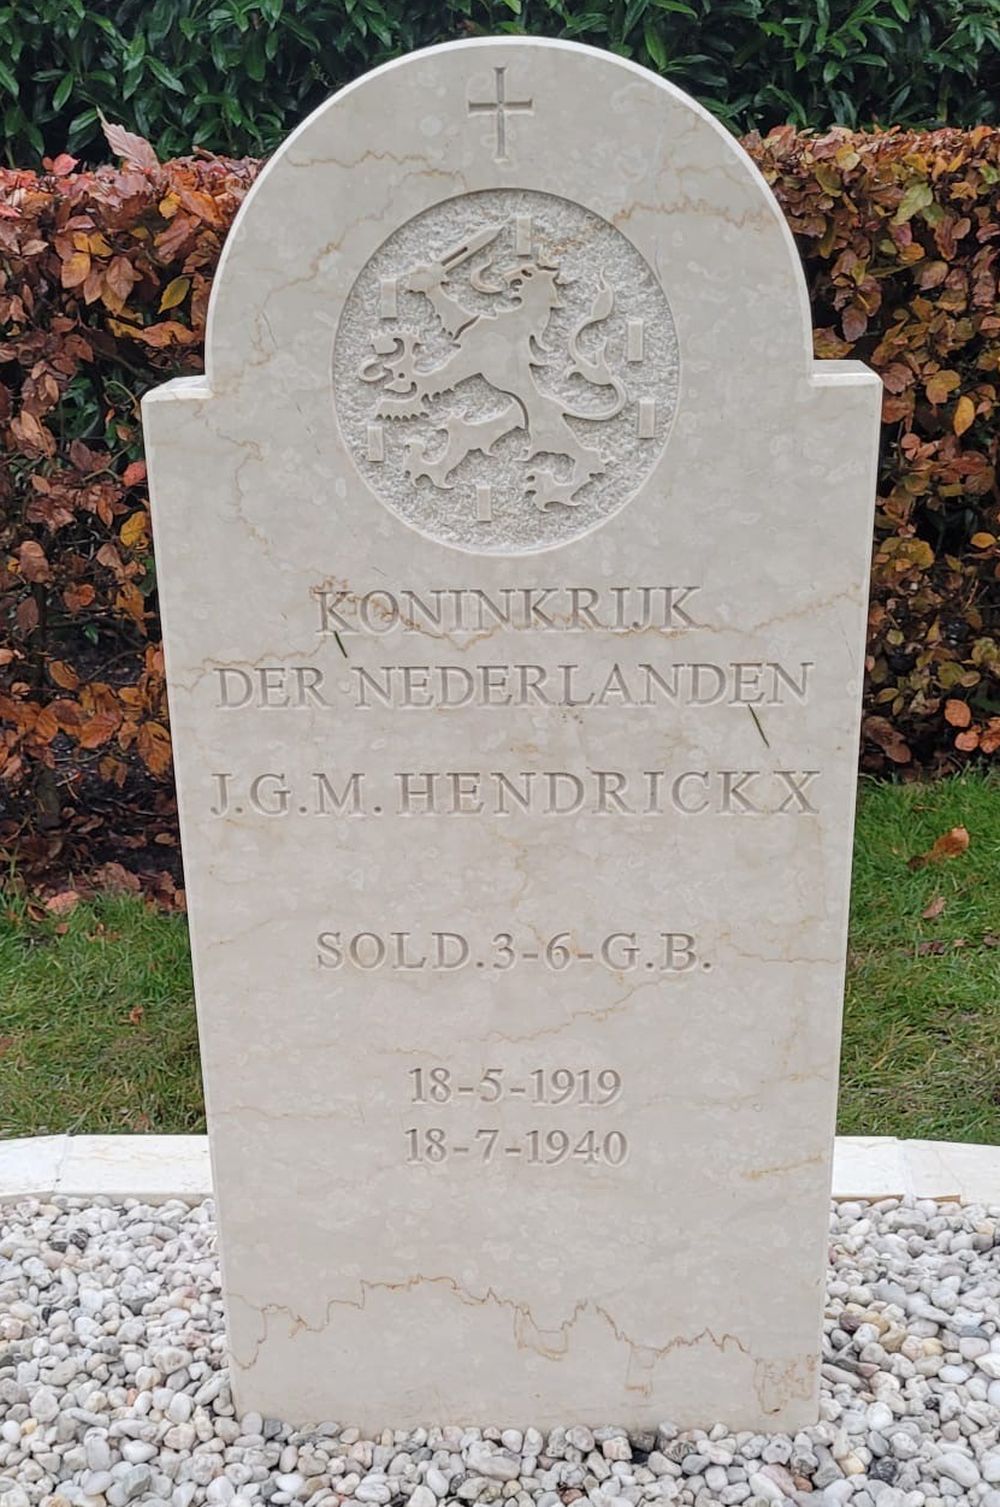 KONINKRIJK
DER NEDERLANDEN
J.G.M. HENDRICKX
SOLD. 3-6-G.B.
18-5-1919
18-7-1940